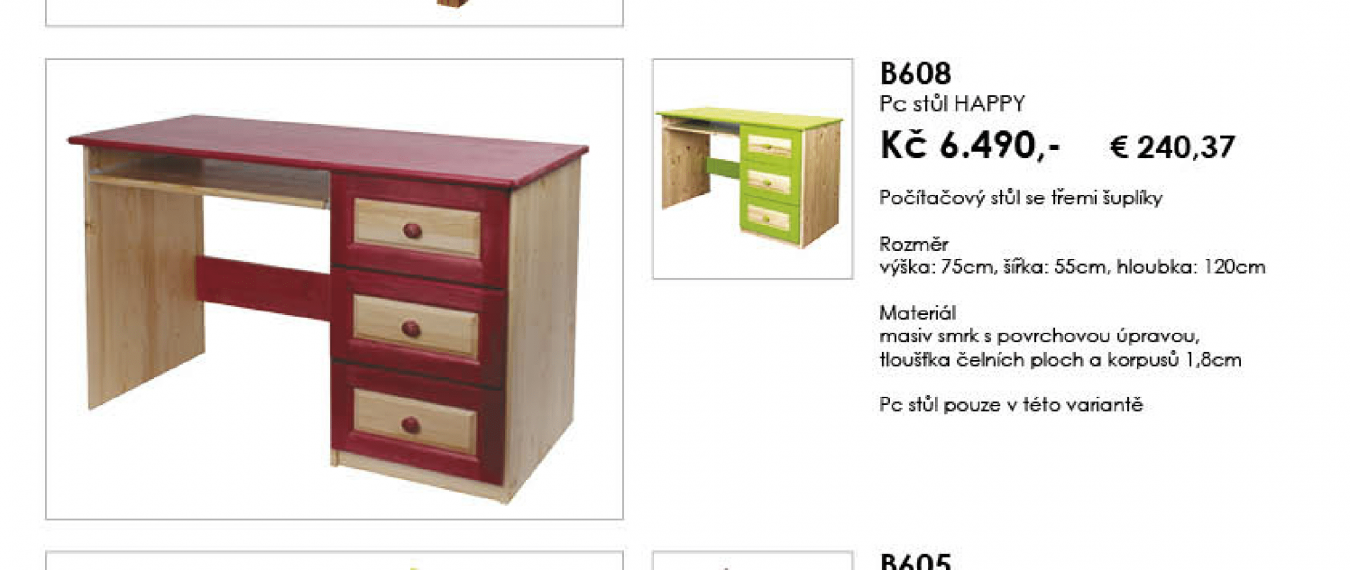 B608
Pc stůl HAPPY
Kč 6.490,- € 240,37
Počítačový stůl se třemi šuplíky
Rozměr
výška: 75cm, šířka: 55cm, hloubka: 120cm
Materiál
masiv smrk s povrchovou úpravou,
tloušťka čelních ploch a korpusů 1,8cm
Pc stůl pouze v této variantě
B605